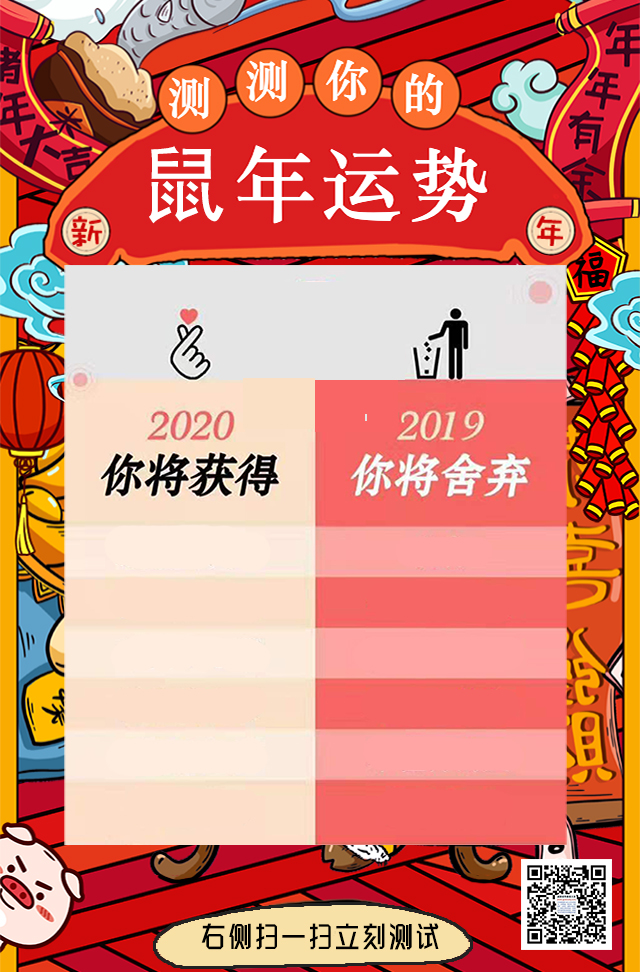 测测你的
鼠年运势
新年
猪年大吉
年年有余
福
2020
你将获得
2019
你将舍弃
右侧扫一扫立刻测试